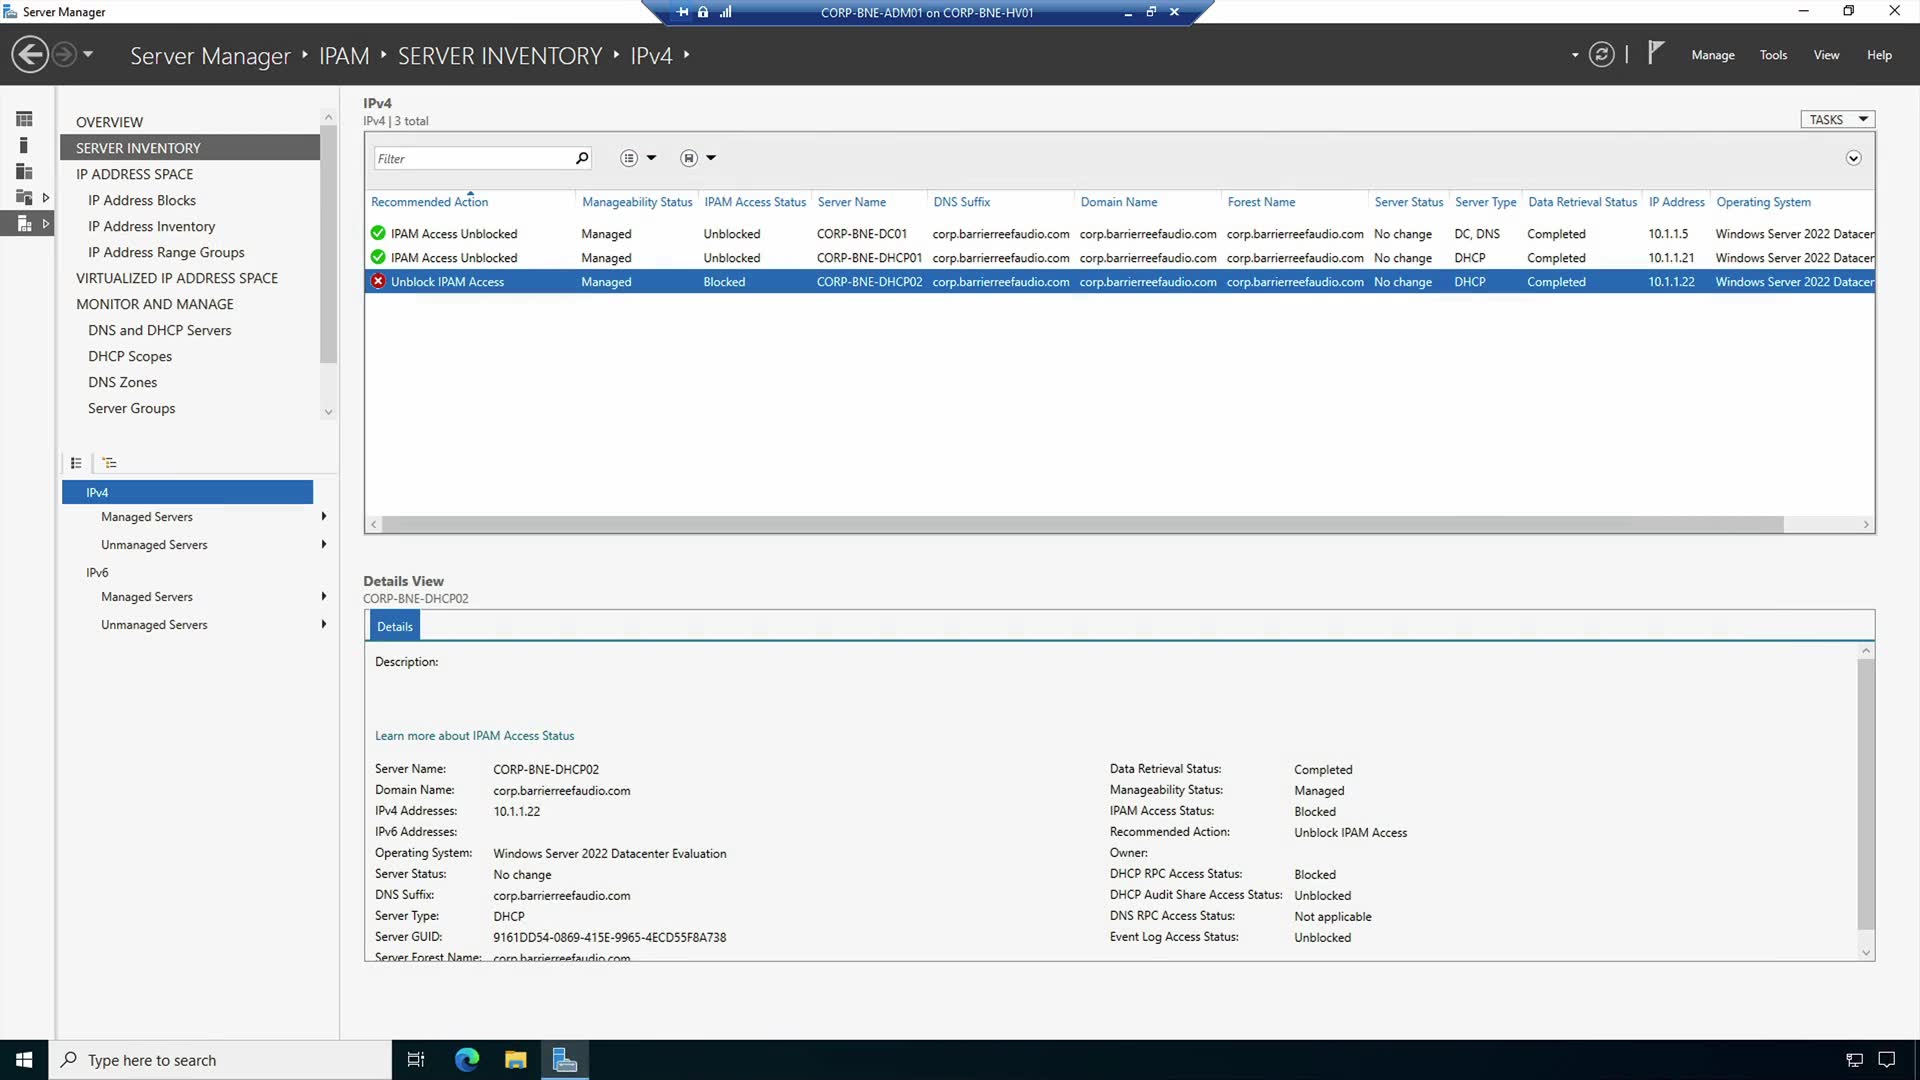 Server Manager
CORP-BNE-ADM01 on CORP-BNE-HV01
Server Manager IPAM SERVER INVENTORY IPv4
Manage Tools View Help
OVERVIEW
SERVER INVENTORY
IP ADDRESS SPACE
IP Address Blocks
IP Address Inventory
IP Address Range Groups
VIRTUALIZED IP ADDRESS SPACE
MONITOR AND MANAGE
DNS and DHCP Servers
DHCP Scopes
DNS Zones
Server Groups
IPv4
Managed Servers
Unmanaged Servers
IPv6
Managed Servers
Unmanaged Servers
IPv4
IPv4 | 3 total
TASKS
Filter
Recommended Action Manageability Status IPAM Access Status Server Name DNS Suffix Domain Name Forest Name Server Status Server Type Data Retrieval Status IP Address Operating System
IPAM Access Unblocked Managed Unblocked CORP-BNE-DC01 corp.barrierreefaudio.com corp.barrierreefaudio.com corp.barrierreefaudio.com No change DC, DNS Completed 10.1.1.5 Windows Server 2022 Datacen
IPAM Access Unblocked Managed Unblocked CORP-BNE-DHCP01 corp.barrierreefaudio.com corp.barrierreefaudio.com corp.barrierreefaudio.com No change DHCP Completed 10.1.1.21 Windows Server 2022 Datacen
Unblock IPAM Access Managed Blocked CORP-BNE-DHCP02 corp.barrierreefaudio.com corp.barrierreefaudio.com corp.barrierreefaudio.com No change DHCP Completed 10.1.1.22 Windows Server 2022 Datacen
Details View
CORP-BNE-DHCP02
Details
Description:
Learn more about IPAM Access Status
Server Name: CORP-BNE-DHCP02
Domain Name: corp.barrierreefaudio.com
IPv4 Addresses: 10.1.1.22
IPv6 Addresses:
Operating System: Windows Server 2022 Datacenter Evaluation
Server Status: No change
DNS Suffix: corp.barrierreefaudio.com
Server Type: DHCP
Server GUID: 9161DD54-0869-415E-9965-4ECD55F8A738
Server Forest Name: corp.barrierreefaudio.com
Data Retrieval Status: Completed
Manageability Status: Managed
IPAM Access Status: Blocked
Recommended Action: Unblock IPAM Access
Owner:
DHCP RPC Access Status: Blocked
DHCP Audit Share Access Status: Unblocked
DNS RPC Access Status: Not applicable
Event Log Access Status: Unblocked
Type here to search